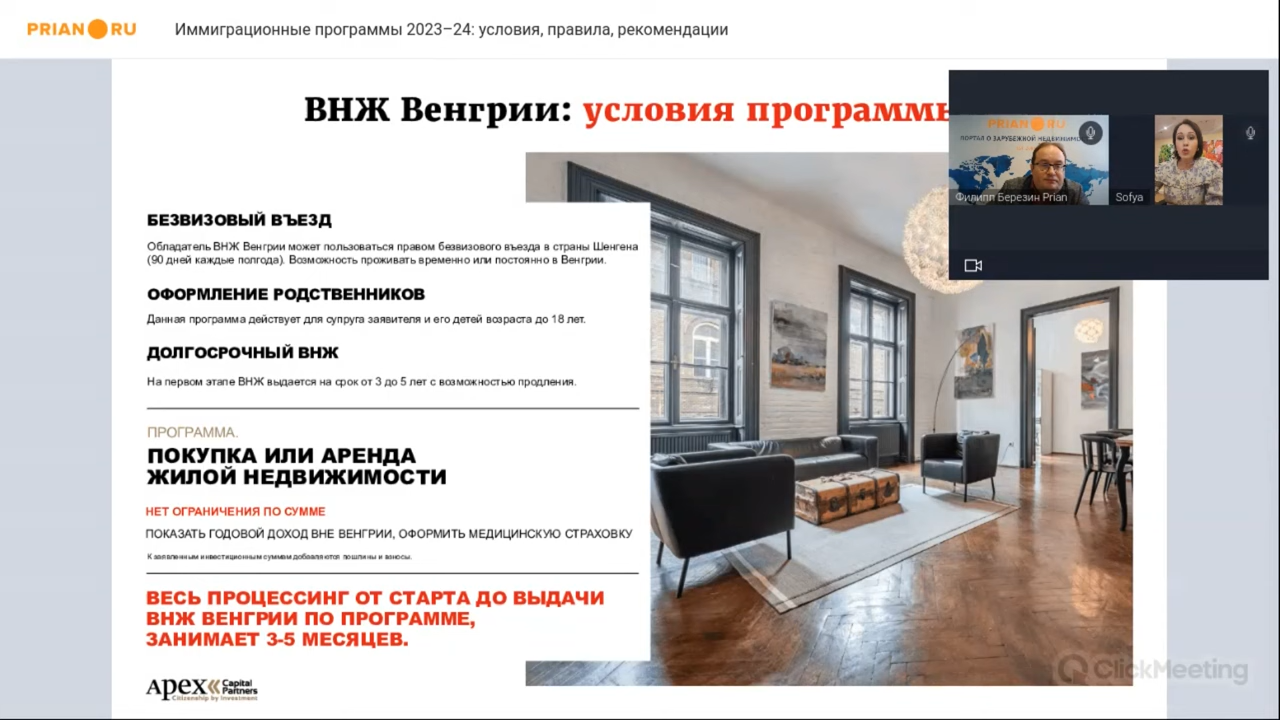 PRIAN RU
Иммиграционные программы 2023–24: условия, правила, рекомендации
ВНЖ Венгрии: условия программы
PRIAN RU
ПОРТАЛ О ЗАРУБЕЖНОЙ НЕДВИЖИМО
Филипп Березин Prian
Sofya
БЕЗВИЗОВЫЙ ВЪЕЗД
Обладатель ВНЖ Венгрии может пользоваться правом безвизового въезда в страны Шенгена
(90 дней каждые полгода). Возможность проживать временно или постоянно в Венгрии.
ОФОРМЛЕНИЕ РОДСТВЕННИКОВ
Данная программа действует для супруга заявителя и его детей возраста до 18 лет.
ДОЛГОСРОЧНЫЙ ВНЖ
На первом этапе ВНЖ выдается на срок от 3 до 5 лет с возможностью продления.
ПРОГРАММА.
ПОКУПКА ИЛИ АРЕНДА
ЖИЛОЙ НЕДВИЖИМОСТИ
НЕТ ОГРАНИЧЕНИЯ ПО СУММЕ
ПОКАЗАТЬ ГОДОВОЙ ДОХОД ВНЕ ВЕНГРИИ, ОФОРМИТЬ МЕДИЦИНСКУЮ СТРАХОВКУ
К заявленным инвестиционным суммам добавляются пошлины и взносы.
ВЕСЬ ПРОЦЕССИНГ ОТ СТАРТА ДО ВЫДАЧИ
ВНЖ ВЕНГРИИ ПО ПРОГРАММЕ,
ЗАНИМАЕТ 3-5 МЕСЯЦЕВ.
Apex Capital Partners
Citizenship by Investment
ClickMeeting